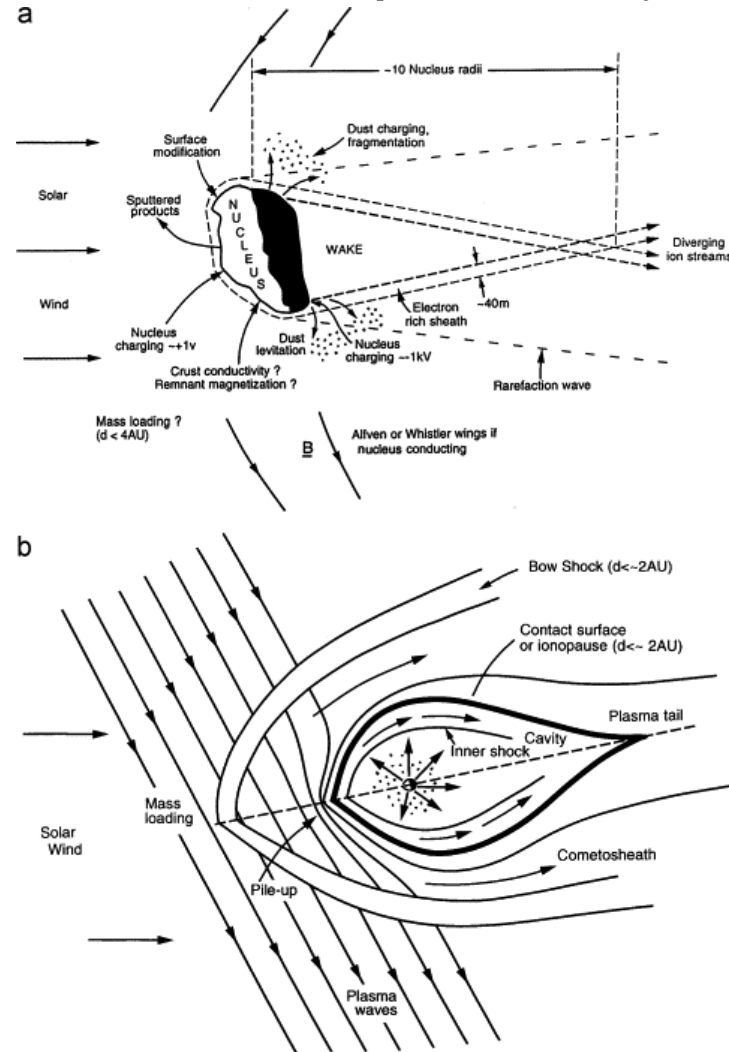 a
~10 Nucleus radii
Surface
modification
Dust charging,
fragmentation
Solar
Sputtered
products
NUCLEUS
WAKE
Diverging
ion streams
Wind
~40m
Electron
rich sheath
Nucleus
charging ~+1v
Dust
levitation
Nucleus
charging ~-1kV
Crust conductivity ?
Remnant magnetization ?
Rarefaction wave
Mass loading ?
(d < 4AU)
B
Alfven or Whistler wings if
nucleus conducting
b
Bow Shock (d<~2AU)
Contact surface
or ionopause (d<~ 2AU)
Plasma tail
Cavity
Inner shock
Mass
loading
Solar
Wind
Cometosheath
Pile-up
Plasma
waves